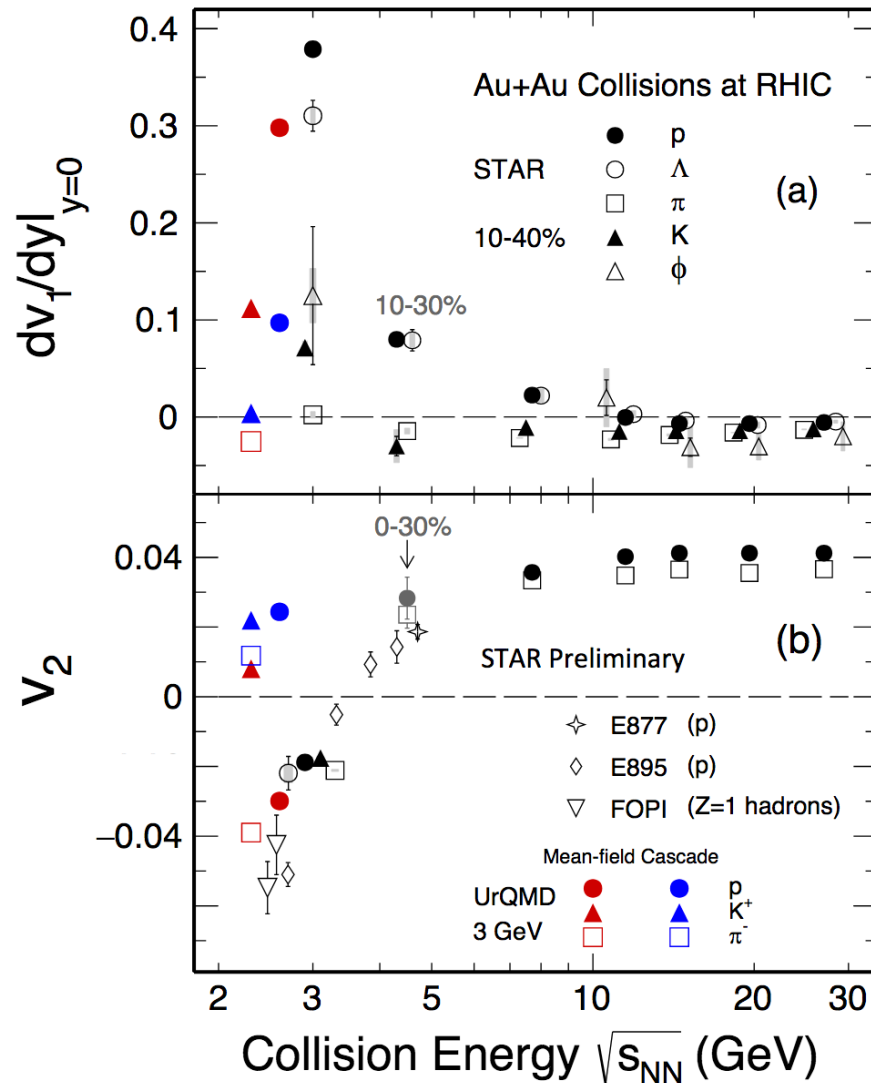 0.4
0.3
0.2
0.1
0
dv₁/dy|y=0
Au+Au Collisions at RHIC
STAR
10-40%
p
Λ
π
K
ϕ
(a)
10-30%
0-30%
0.04
0
−0.04
v₂
(b)
STAR Preliminary
E877 (p)
E895 (p)
FOPI (Z=1 hadrons)
Mean-field Cascade
UrQMD
3 GeV
p
K⁺
π⁻
2 3 5 10 20 30
Collision Energy √sNN (GeV)